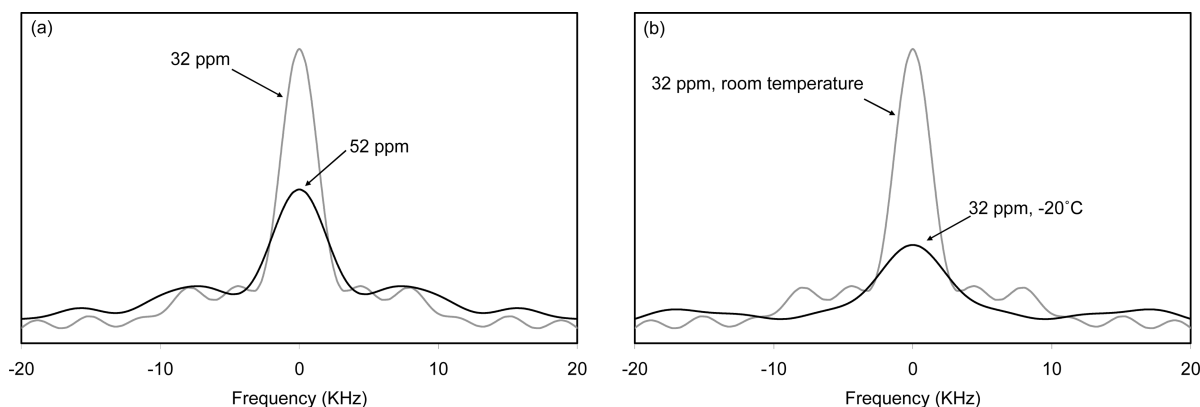 (a)
32 ppm
52 ppm
-20 -10 0 10 20
Frequency (KHz)
(b)
32 ppm, room temperature
32 ppm, -20˚C
-20 -10 0 10 20
Frequency (KHz)